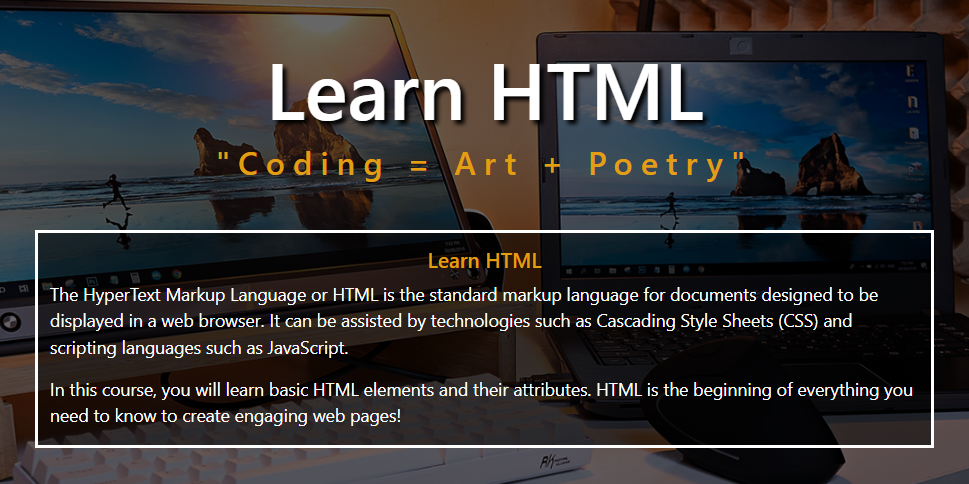 Learn HTML
"Coding = Art + Poetry"
Learn HTML
The HyperText Markup Language or HTML is the standard markup language for documents designed to be
displayed in a web browser. It can be assisted by technologies such as Cascading Style Sheets (CSS) and
scripting languages such as JavaScript.
In this course, you will learn basic HTML elements and their attributes. HTML is the beginning of everything you
need to know to create engaging web pages!
RK